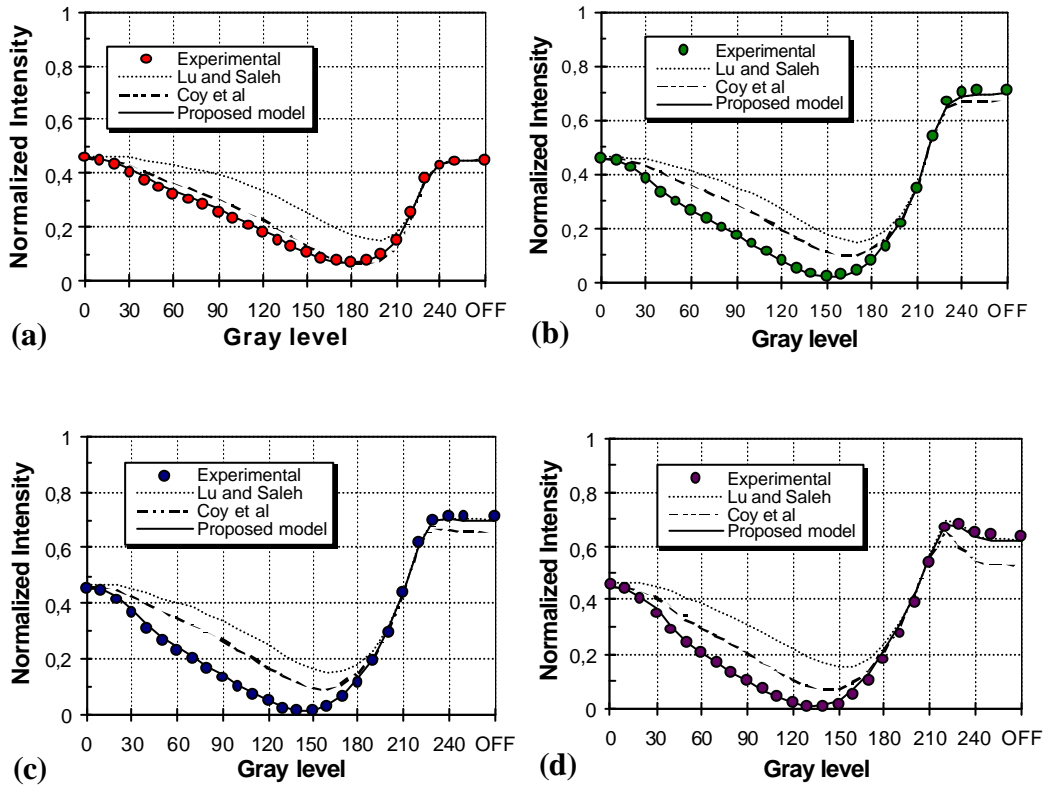 1
0,8
0,6
0,4
0,2
0
Normalized Intensity
Experimental
Lu and Saleh
Coy et al
Proposed model
0 30 60 90 120 150 180 210 240 OFF
(a)
Gray level
1
0,8
0,6
0,4
0,2
0
Normalized Intensity
Experimental
Lu and Saleh
Coy et al
Proposed model
0 30 60 90 120 150 180 210 240 OFF
(b)
Gray level
1
0,8
0,6
0,4
0,2
0
Normalized Intensity
Experimental
Lu and Saleh
Coy et al
Proposed model
0 30 60 90 120 150 180 210 240 OFF
(c)
Gray level
1
0,8
0,6
0,4
0,2
0
Normalized Intensity
Experimental
Lu and Saleh
Coy et al
Proposed model
0 30 60 90 120 150 180 210 240 OFF
(d)
Gray level